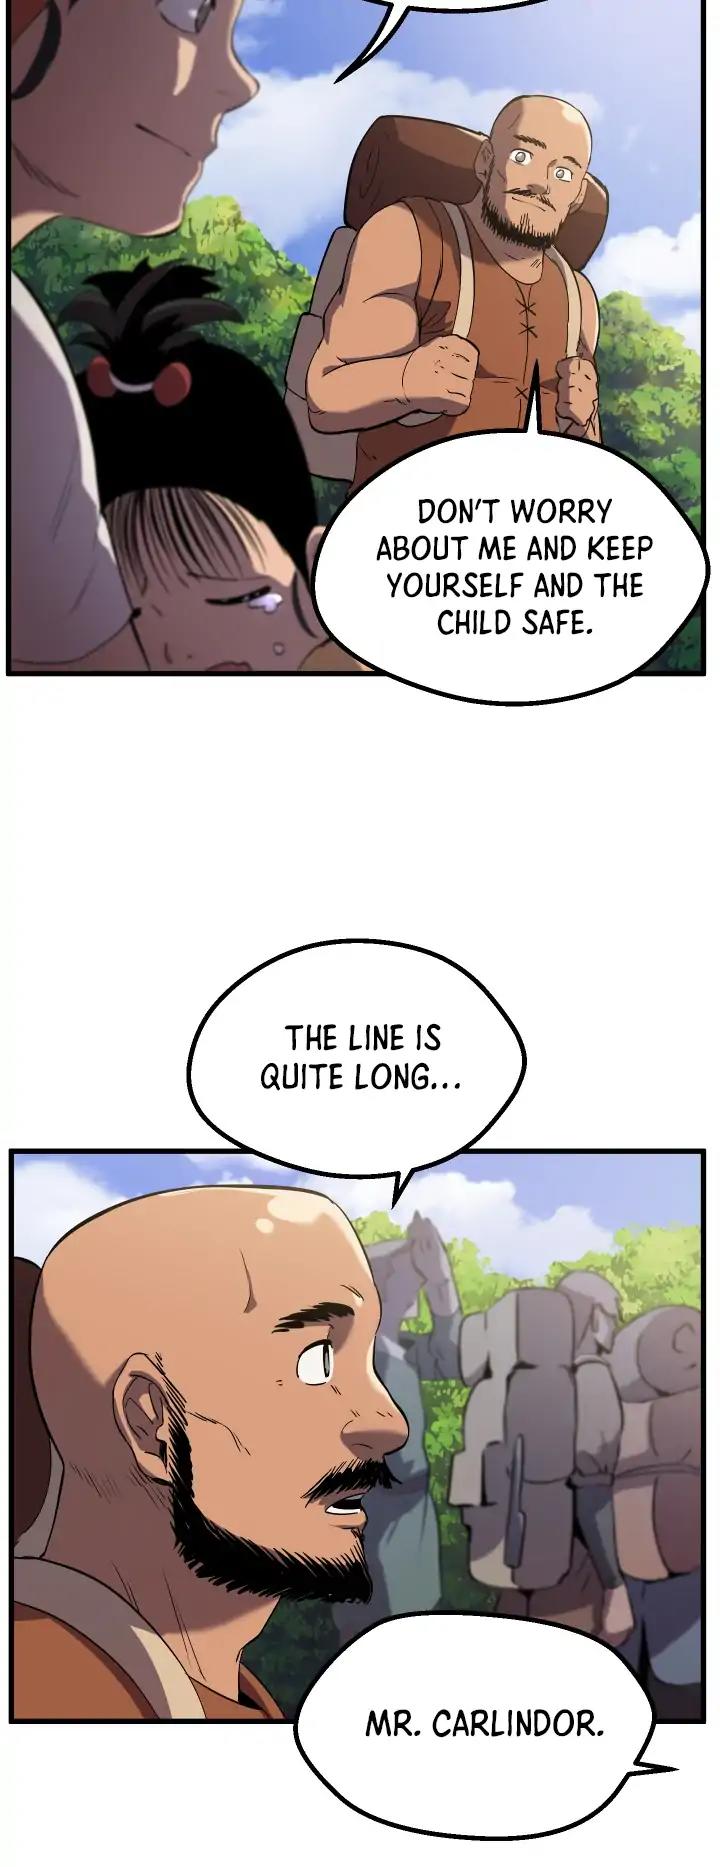 DON'T WORRY
ABOUT ME AND KEEP
YOURSELF AND THE
CHILD SAFE.
THE LINE IS
QUITE LONG...
MR. CARLINDOR.